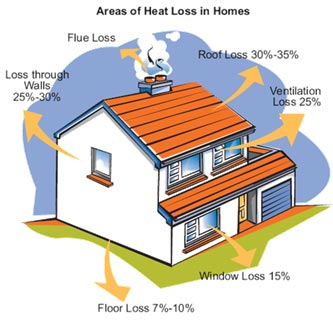 Areas of Heat Loss in Homes
Flue Loss
Roof Loss 30%-35%
Loss through
Walls
25%-30%
Ventilation
Loss 25%
Window Loss 15%
Floor Loss 7%-10%